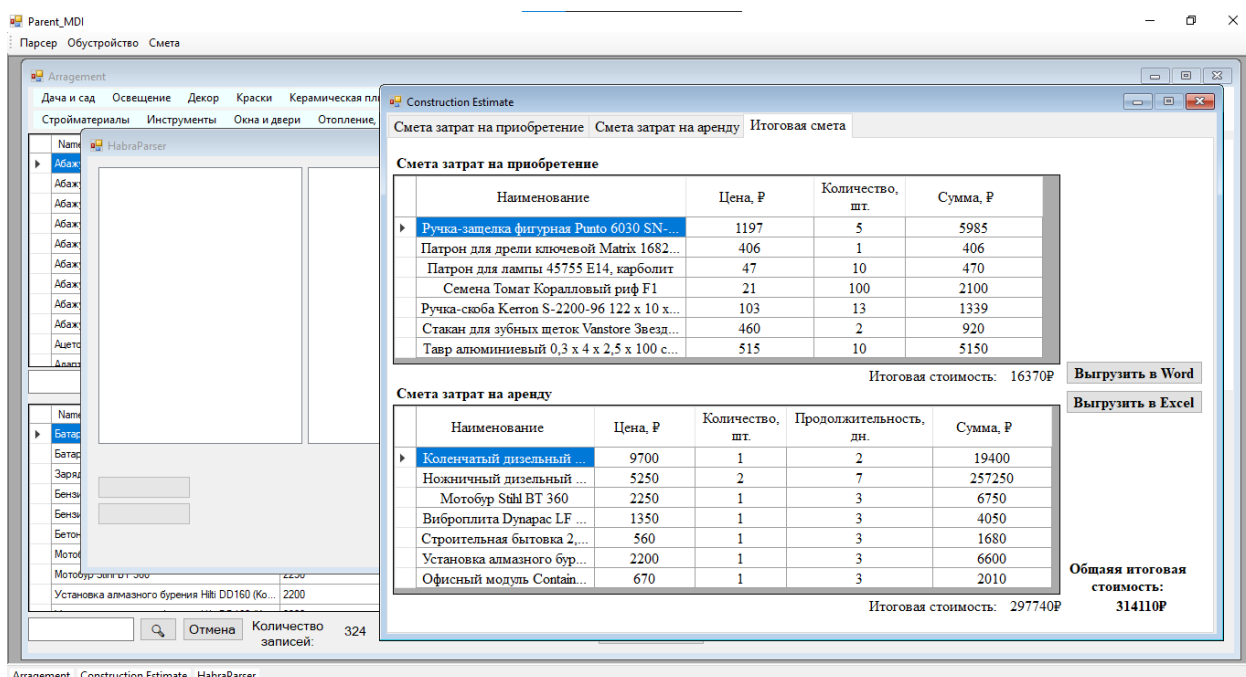 Parent_MDI
Парсер Обустройство Смета
Arragement
Дача и сад Освещение Декор Краски Керамическая
Стройматериалы Инструменты Окна и двери Отопление,
HabraParser
Construction Estimate
Смета затрат на приобретение Смета затрат на аренду Итоговая смета
Смета затрат на приобретение
Наименование Цена, ₽ Количество, шт. Сумма, ₽
Ручка-защелка фигурная Punto 6030 SN-... 1197 5 5985
Патрон для дрели ключевой Matrix 1682... 406 1 406
Патрон для лампы 45755 E14, карболит 47 10 470
Семена Томат Коралловый риф F1 21 100 2100
Ручка-скоба Kerron S-2200-96 122 x 10 x... 103 13 1339
Стакан для зубных щеток Vanstore Звезд... 460 2 920
Тавр алюминиевый 0,3 x 4 x 2,5 x 100 с... 515 10 5150
Итоговая стоимость: 16370₽
Выгрузить в Word
Выгрузить в Excel
Смета затрат на аренду
Наименование Цена, ₽ Количество, шт. Продолжительность, дн. Сумма, ₽
Коленчатый дизельный ... 9700 1 2 19400
Ножничный дизельный ... 5250 2 7 257250
Мотобур Stihl BT 360 2250 1 3 6750
Виброплита Dynapac LF ... 1350 1 3 4050
Строительная бытовка 2,... 560 1 3 1680
Установка алмазного бур... 2200 1 3 6600
Офисный модуль Contain... 670 1 3 2010
Итоговая стоимость: 297740₽
Общаяя итоговая
стоимость:
314110₽
Установка алмазного бурения Hilti DD160 (Ко... 2200
Отмена
Количество
записей:
324
Arragement Construction Estimate HabraParser